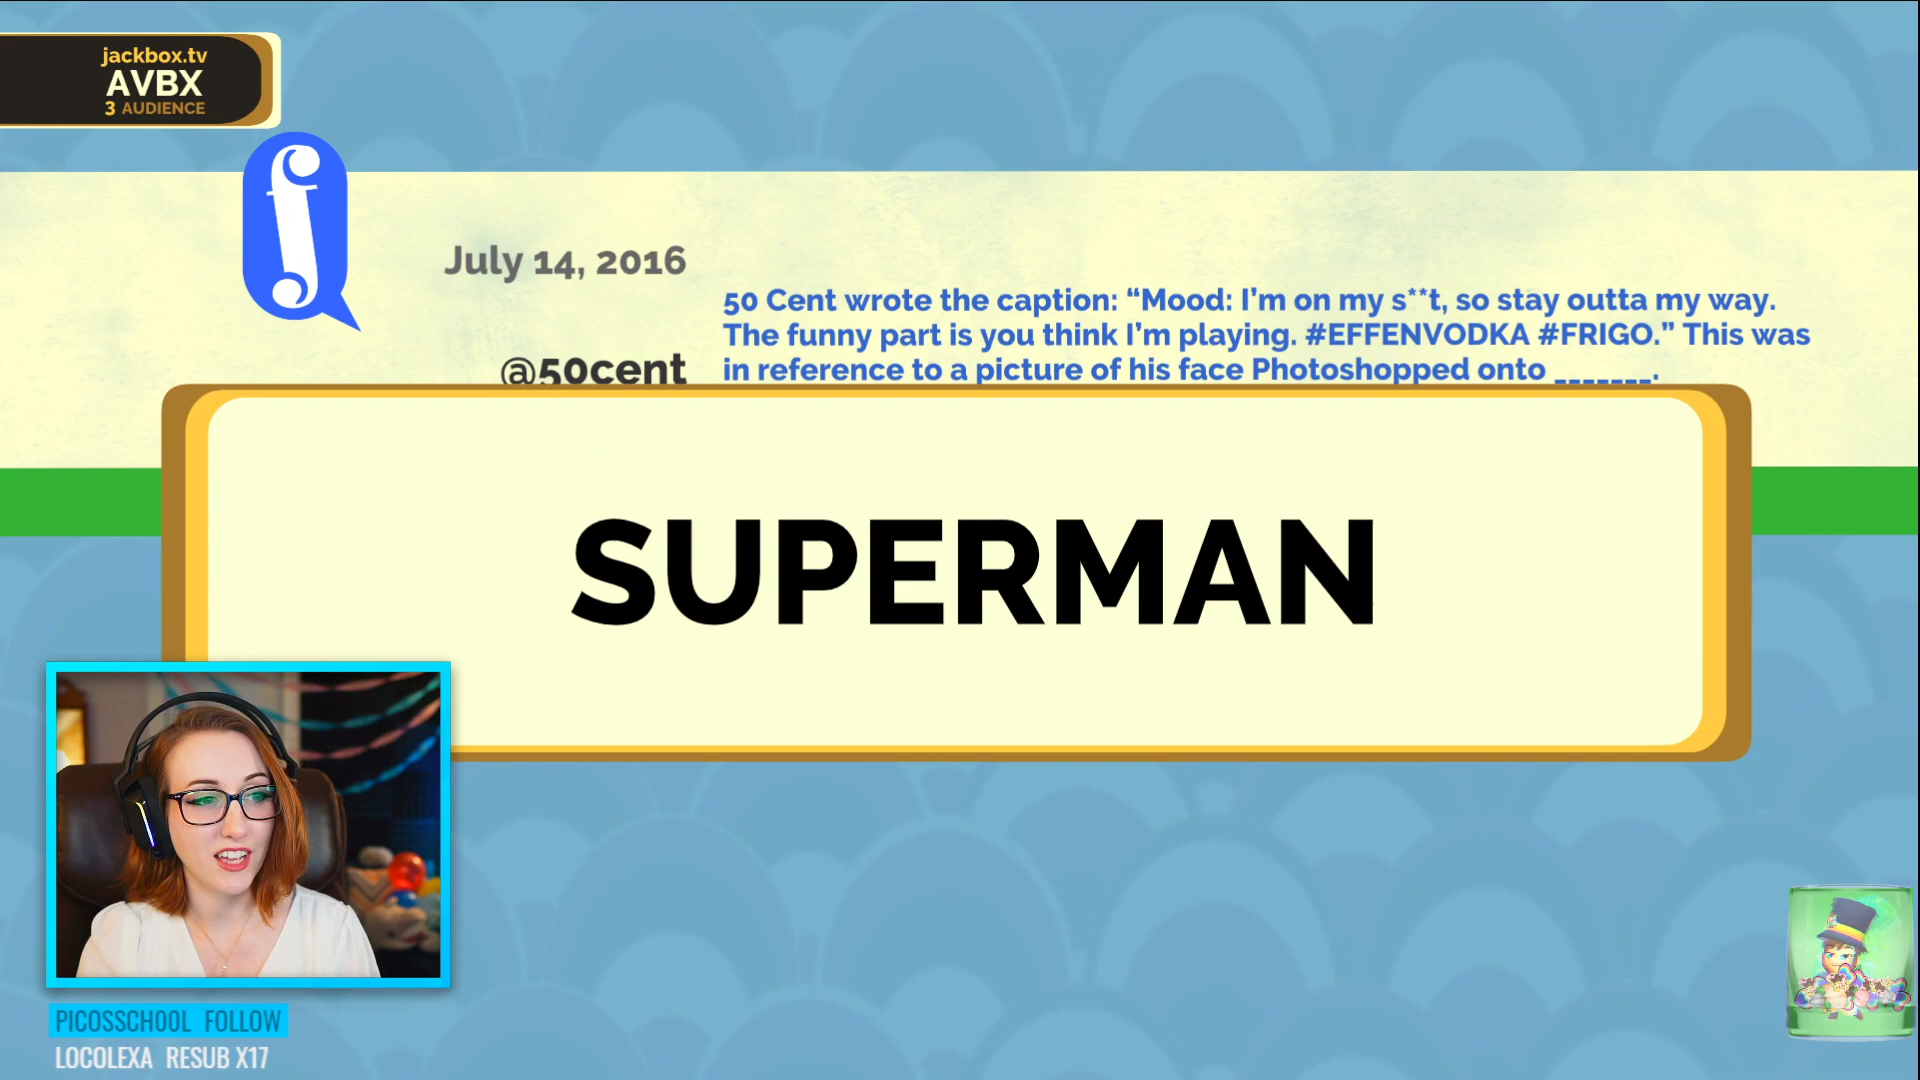 jackbox.tv
AVBX
3 AUDIENCE
July 14, 2016
@50cent
50 Cent wrote the caption: “Mood: I’m on my s**t, so stay outta my way.
The funny part is you think I’m playing. #EFFENVODKA #FRIGO.” This was
in reference to a picture of his face Photoshopped onto _______.
SUPERMAN
PICOSSCHOOL FOLLOW
LOCOLEXA RESUB X17